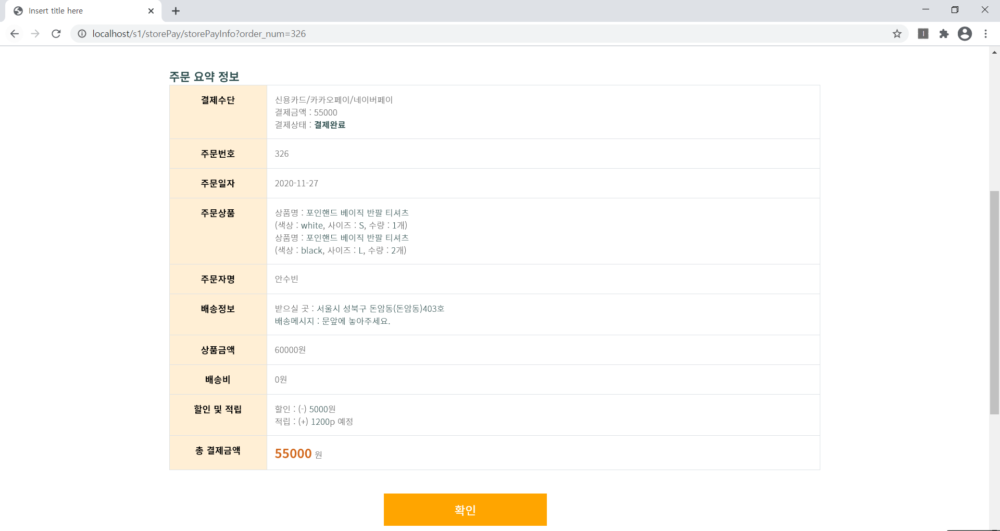 Insert title here
localhost/s1/storePay/storePayInfo?order_num=326
주문 요약 정보
결제수단
신용카드/카카오페이/네이버페이
결제금액 : 55000
결제상태 : 결제완료
주문번호
326
주문일자
2020-11-27
주문상품
상품명 : 포인핸드 베이직 반팔 티셔츠
(색상 : white, 사이즈 : S, 수량 : 1개)
상품명 : 포인핸드 베이직 반팔 티셔츠
(색상 : black, 사이즈 : L, 수량 : 2개)
주문자명
안수빈
배송정보
받으실 곳 : 서울시 성북구 돈암동(돈암동)403호
배송메시지 : 문앞에 놓아주세요.
상품금액
60000원
배송비
0원
할인 및 적립
할인 : (-) 5000원
적립 : (+) 1200p 예정
총 결제금액
55000 원
확인